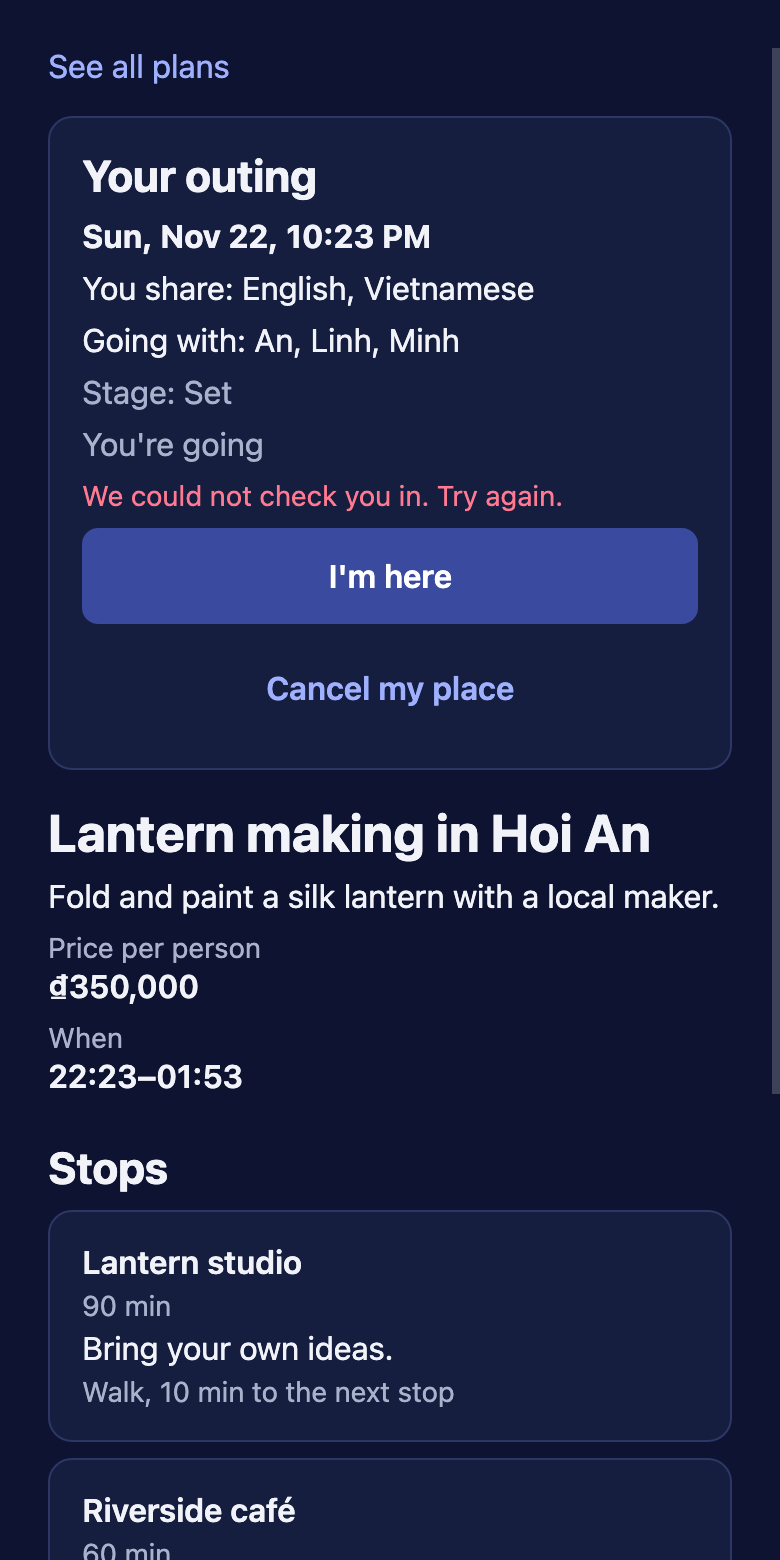 See all plans
Your outing
Sun, Nov 22, 10:23 PM
You share: English, Vietnamese
Going with: An, Linh, Minh
Stage: Set
You're going
We could not check you in. Try again.
I'm here
Cancel my place
Lantern making in Hoi An
Fold and paint a silk lantern with a local maker.
Price per person
₫350,000
When
22:23–01:53
Stops
Lantern studio
90 min
Bring your own ideas.
Walk, 10 min to the next stop
Riverside café
60 min